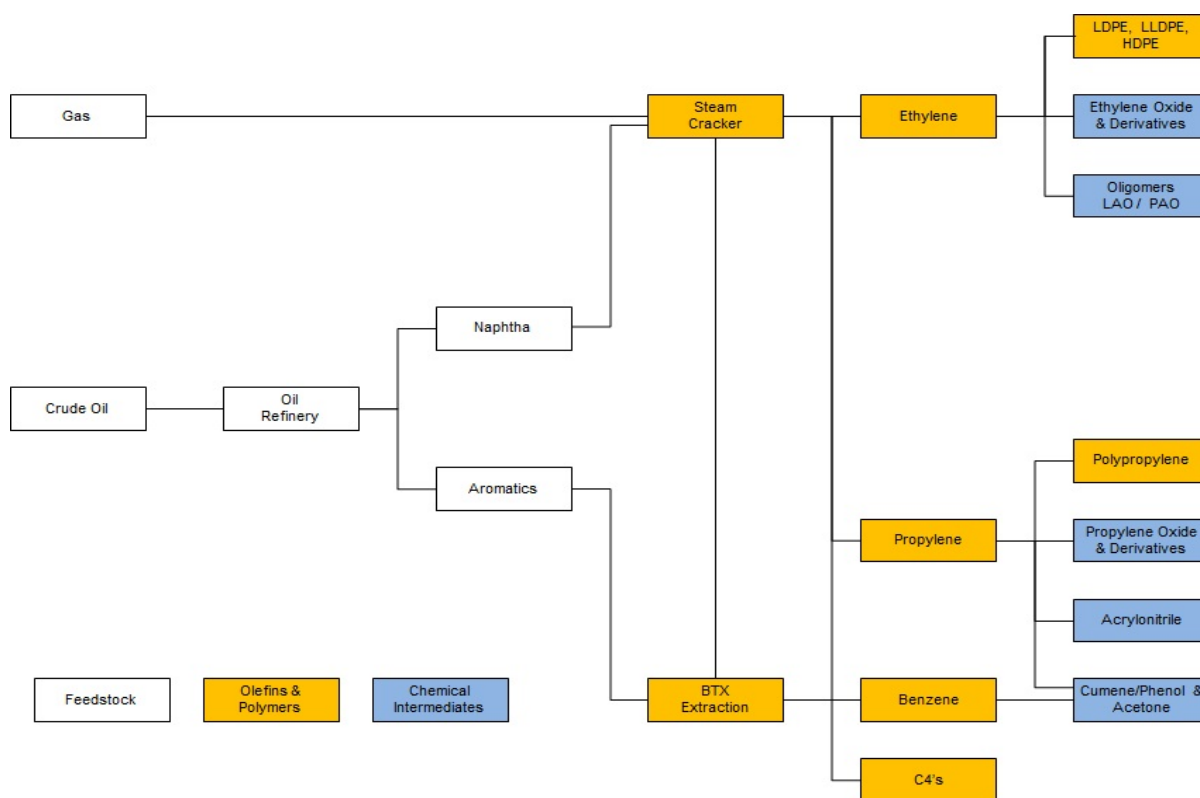 LDPE, LLDPE,
HDPE
Gas
Steam
Cracker
Ethylene
Ethylene Oxide
& Derivatives
Oligomers
LAO / PAO
Naphtha
Crude Oil
Oil
Refinery
Aromatics
Polypropylene
Propylene
Propylene Oxide
& Derivatives
Acrylonitrile
Feedstock
Olefins &
Polymers
Chemical
Intermediates
BTX
Extraction
Benzene
Cumene/Phenol &
Acetone
C4's